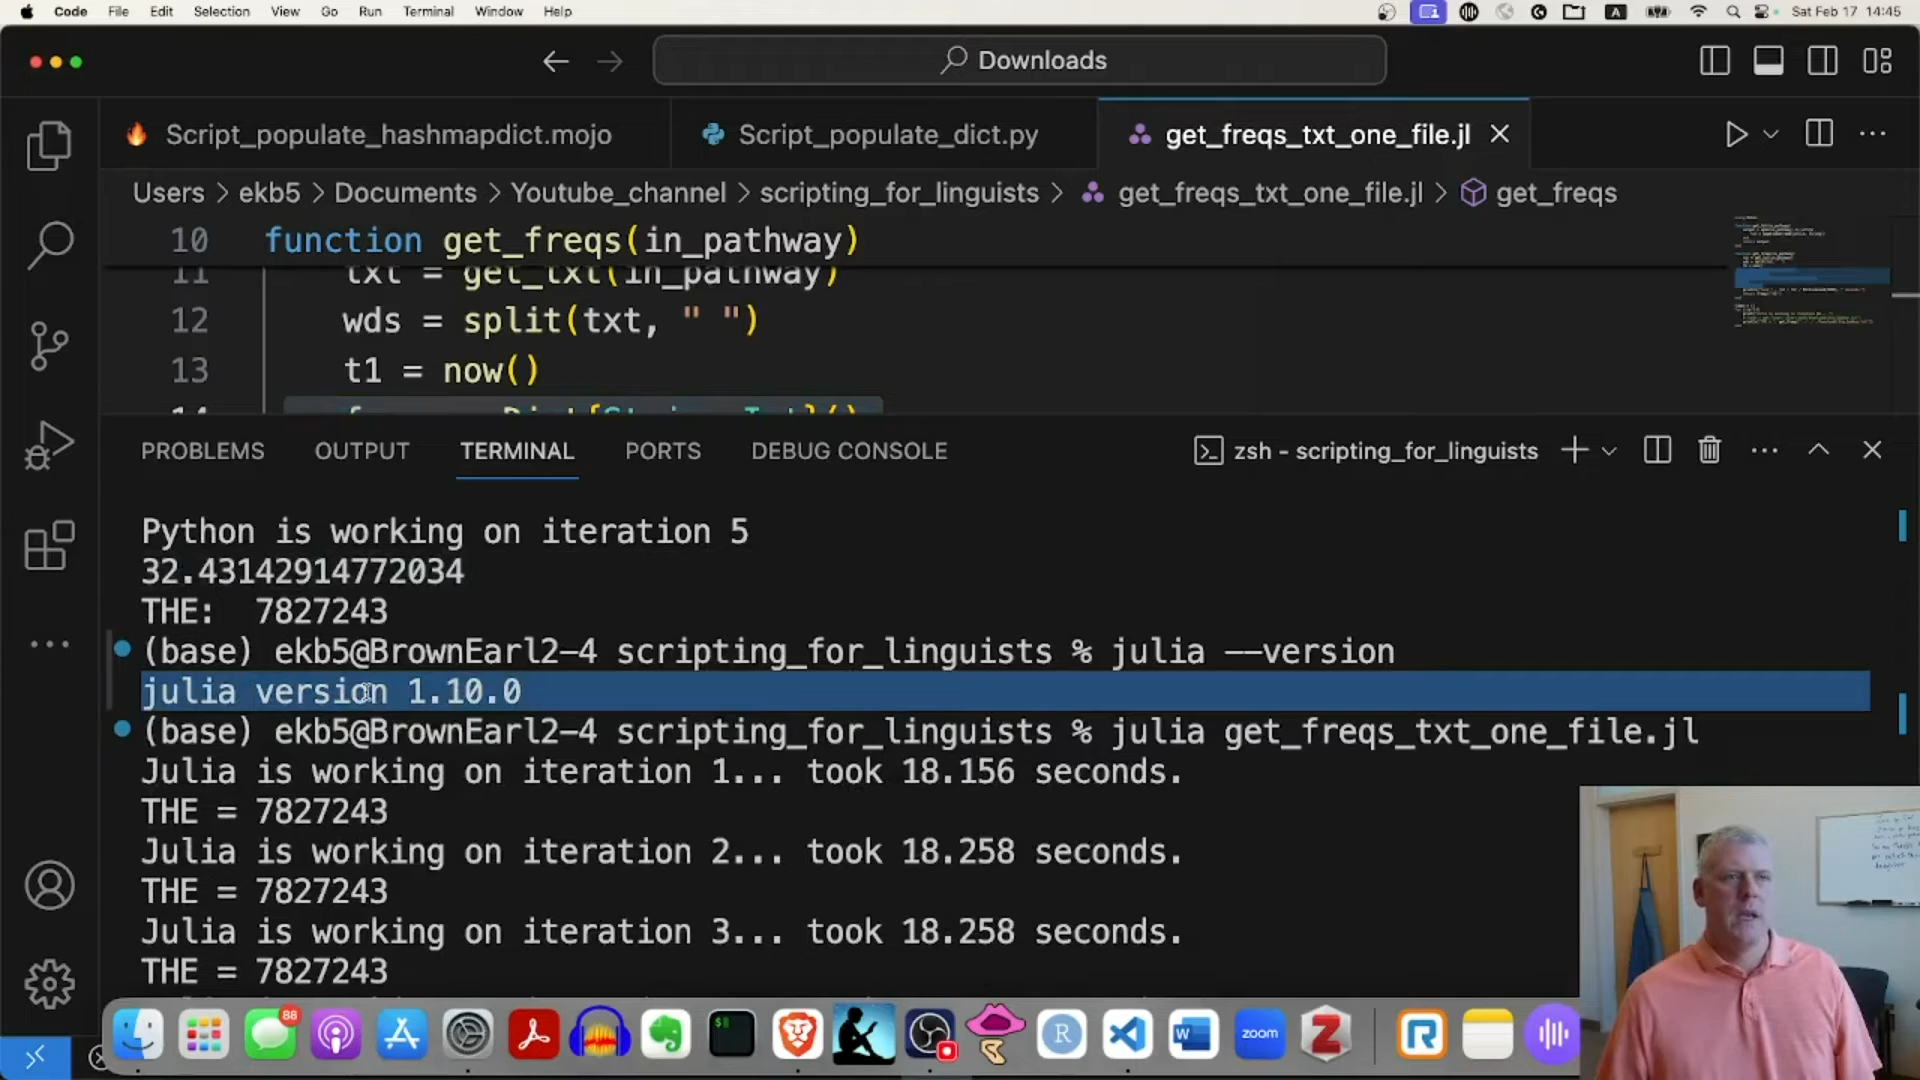 Code File Edit Selection View Go Run Terminal Window Help Sat Feb 17 14:45
Downloads
Script_populate_hashmapdict.mojo Script_populate_dict.py get_freqs_txt_one_file.jl
Users > ekb5 > Documents > Youtube_channel > scripting_for_linguists > get_freqs_txt_one_file.jl > get_freqs
10 function get_freqs(in_pathway)
11 txt = get_txt(in_pathway)
12 wds = split(txt, " ")
13 t1 = now()
PROBLEMS OUTPUT TERMINAL PORTS DEBUG CONSOLE zsh - scripting_for_linguists
Python is working on iteration 5
32.43142914772034
THE: 7827243
(base) ekb5@BrownEarl2-4 scripting_for_linguists % julia --version
julia version 1.10.0
(base) ekb5@BrownEarl2-4 scripting_for_linguists % julia get_freqs_txt_one_file.jl
Julia is working on iteration 1... took 18.156 seconds.
THE = 7827243
Julia is working on iteration 2... took 18.258 seconds.
THE = 7827243
Julia is working on iteration 3... took 18.258 seconds.
THE = 7827243
88
zoom